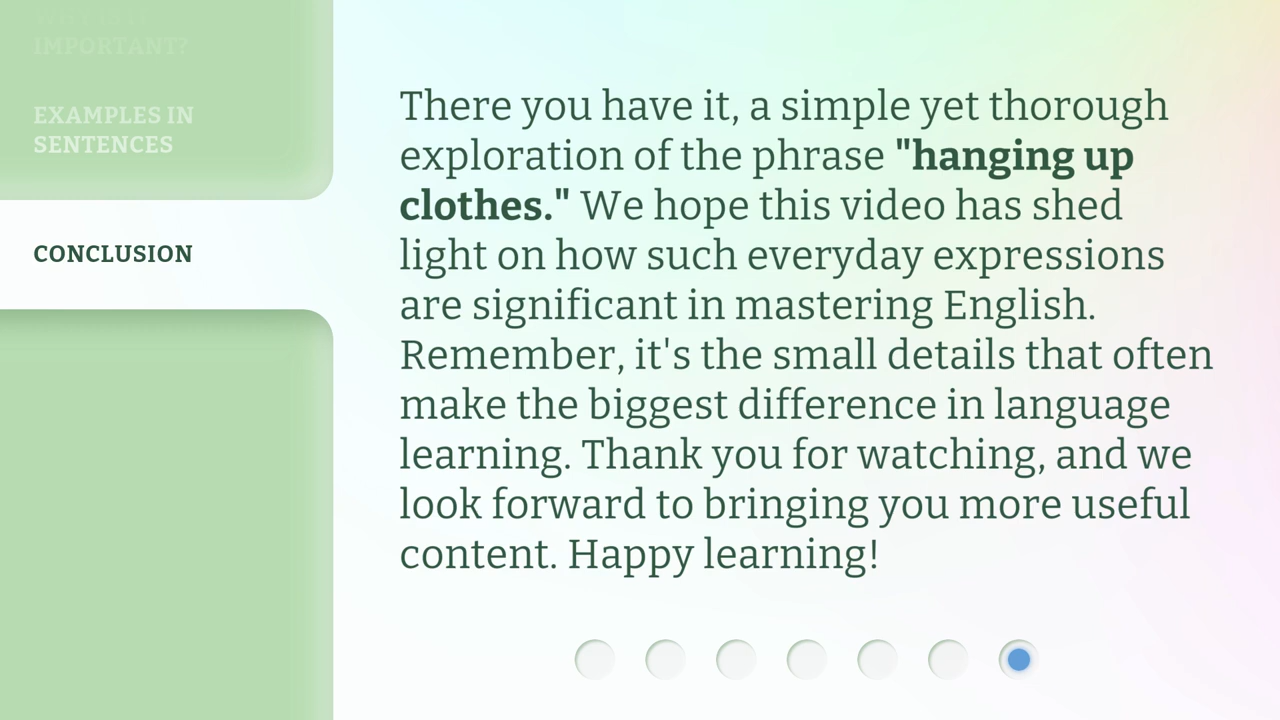 WHY IS IT
IMPORTANT?
EXAMPLES IN
SENTENCES
CONCLUSION
There you have it, a simple yet thorough
exploration of the phrase "hanging up
clothes." We hope this video has shed
light on how such everyday expressions
are significant in mastering English.
Remember, it's the small details that often
make the biggest difference in language
learning. Thank you for watching, and we
look forward to bringing you more useful
content. Happy learning!